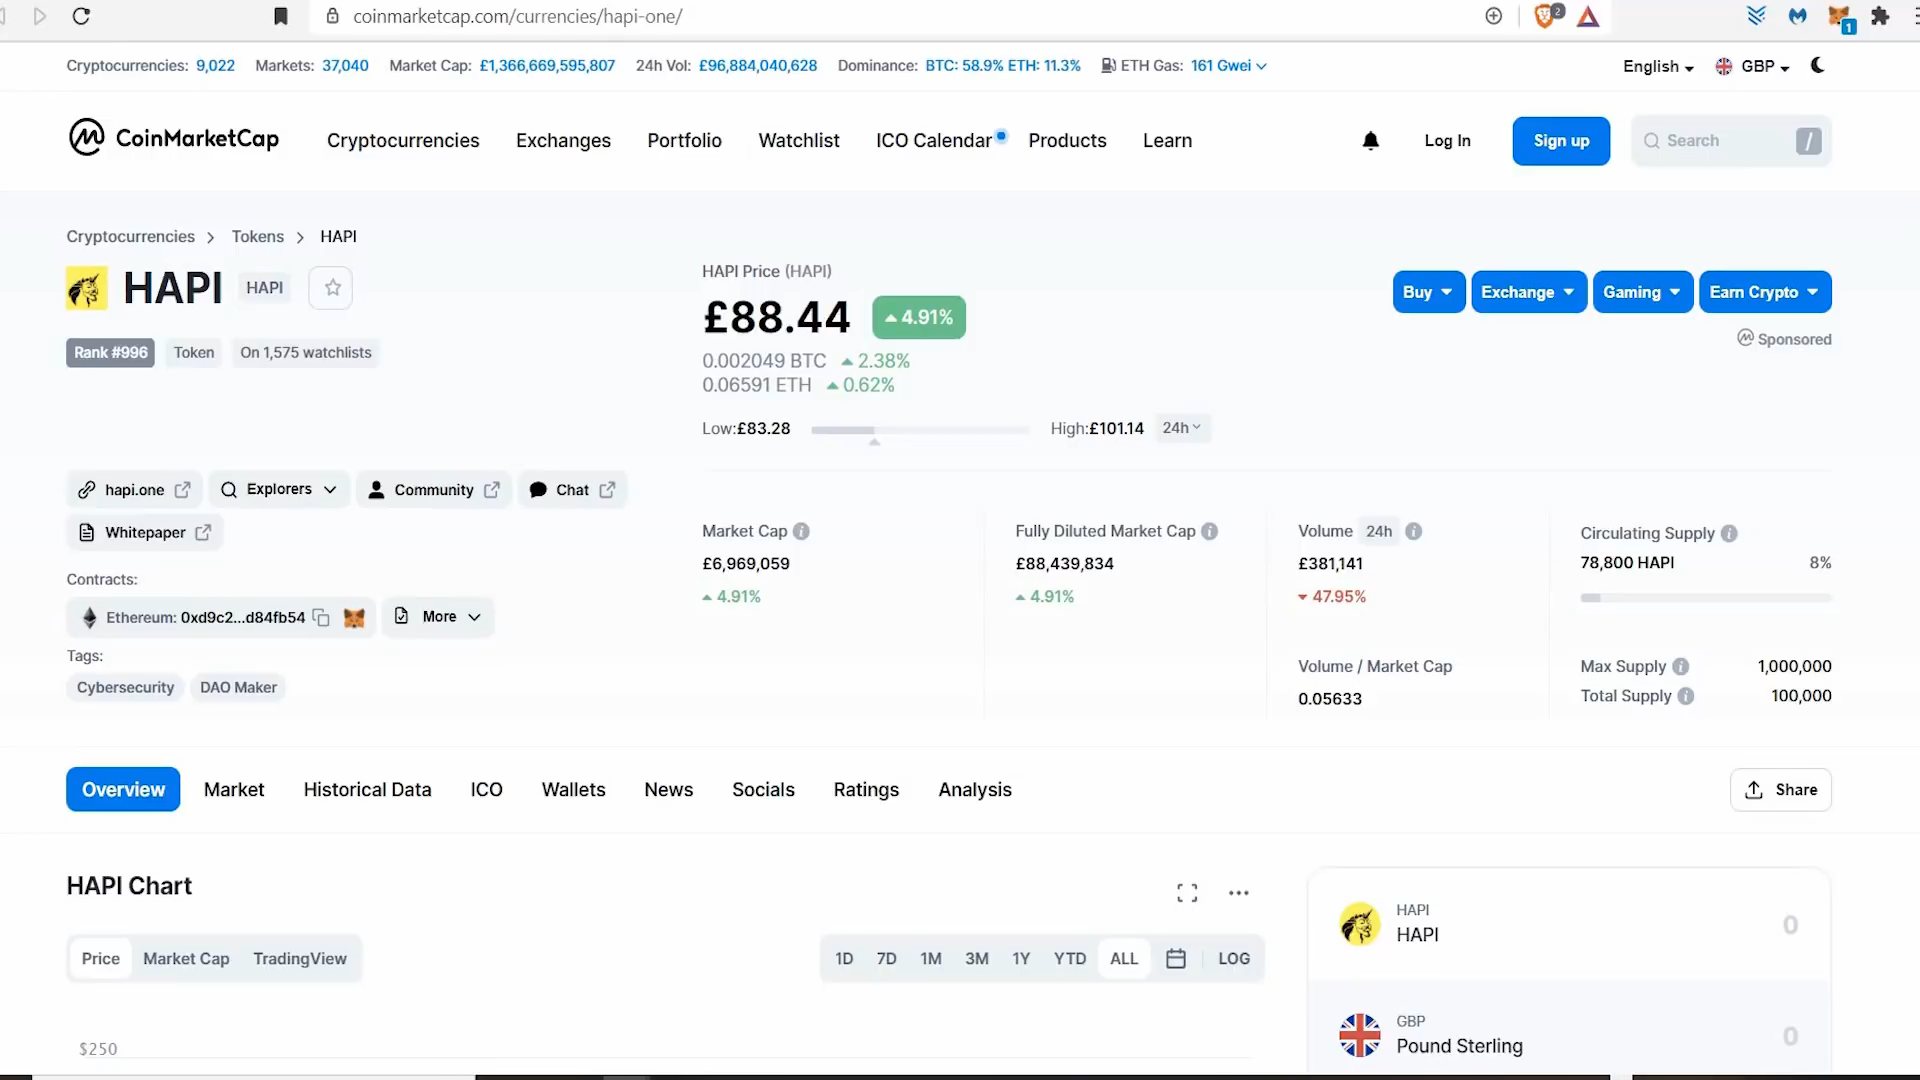 coinmarketcap.com/currencies/hapi-one/
2
1
Cryptocurrencies: 9,022 Markets: 37,040 Market Cap: £1,366,669,595,807 24h Vol: £96,884,040,628 Dominance: BTC: 58.9% ETH: 11.3% ETH Gas: 161 Gwei
English GBP
CoinMarketCap Cryptocurrencies Exchanges Portfolio Watchlist ICO Calendar Products Learn Log In Sign up Search /
Cryptocurrencies > Tokens > HAPI
HAPI HAPI
Rank #996 Token On 1,575 watchlists
HAPI Price (HAPI)
£88.44 4.91%
0.002049 BTC 2.38%
0.06591 ETH 0.62%
Low:£83.28 High:£101.14 24h
Buy Exchange Gaming Earn Crypto
Sponsored
hapi.one Explorers Community Chat
Whitepaper
Contracts:
Ethereum: 0xd9c2...d84fb54 More
Tags:
Cybersecurity DAO Maker
Market Cap
£6,969,059
4.91%
Fully Diluted Market Cap
£88,439,834
4.91%
Volume 24h
£381,141
47.95%
Volume / Market Cap
0.05633
Circulating Supply
78,800 HAPI 8%
Max Supply 1,000,000
Total Supply 100,000
Overview Market Historical Data ICO Wallets News Socials Ratings Analysis Share
HAPI Chart
Price Market Cap TradingView 1D 7D 1M 3M 1Y YTD ALL LOG
$250
HAPI
HAPI 0
GBP
Pound Sterling 0